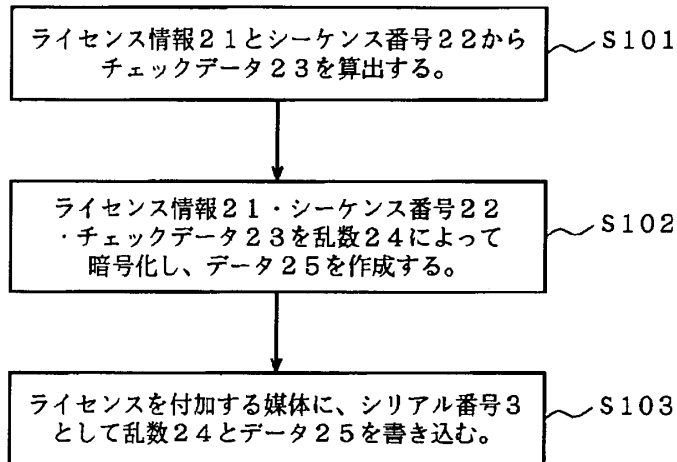 ライセンス情報２１とシーケンス番号２２から
チェックデータ２３を算出する。
Ｓ１０１
ライセンス情報２１・シーケンス番号２２
・チェックデータ２３を乱数２４によって
暗号化し、データ２５を作成する。
Ｓ１０２
ライセンスを付加する媒体に、シリアル番号３
として乱数２４とデータ２５を書き込む。
Ｓ１０３